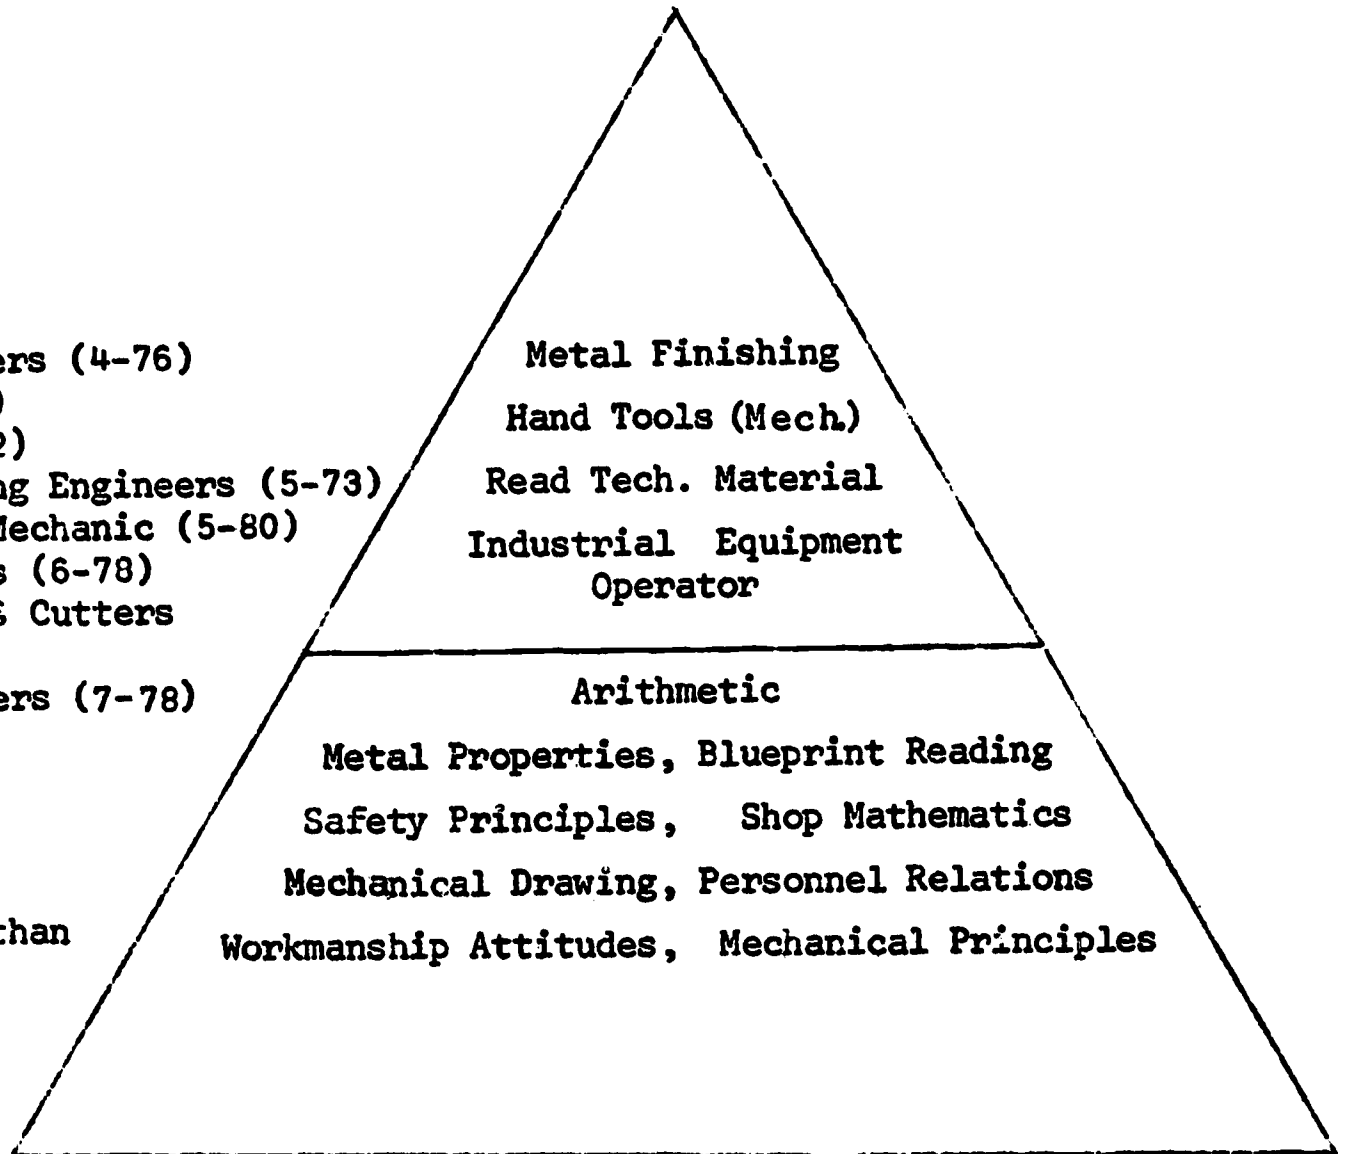 ers (4-76)
)
2)
ng Engineers (5-73)
Mechanic (5-80)
s (6-78)
& Cutters
ers (7-78)
than
Metal Finishing
Hand Tools (Mech.)
Read Tech. Material
Industrial Equipment
Operator
Arithmetic
Metal Properties, Blueprint Reading
Safety Principles, Shop Mathematics
Mechanical Drawing, Personnel Relations
Workmanship Attitudes, Mechanical Principles